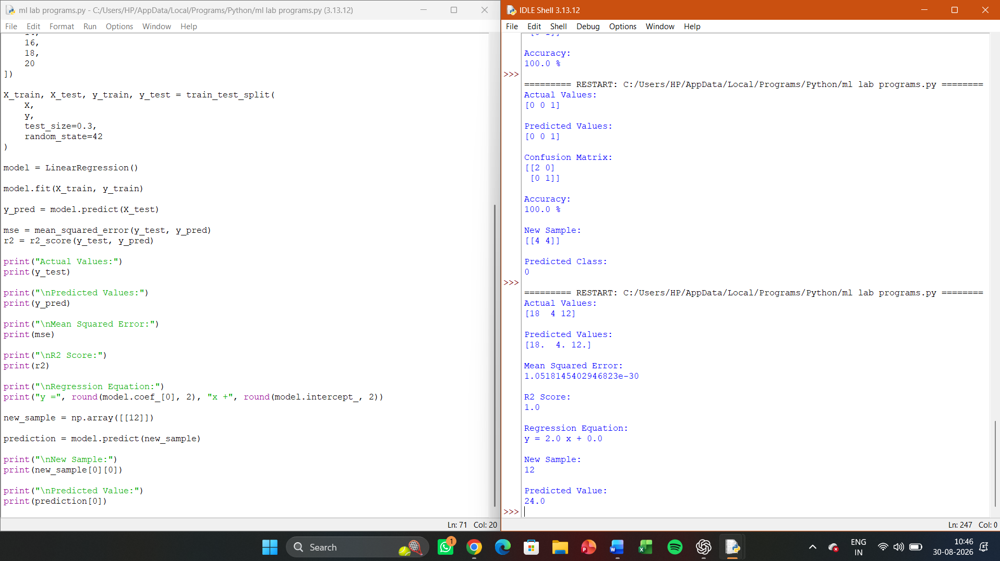 ml lab programs.py - C:/Users/HP/AppData/Local/Programs/Python/ml lab programs.py (3.13.12)
File Edit Format Run Options Window Help
    16,
    18,
    20
])

X_train, X_test, y_train, y_test = train_test_split(
    X,
    y,
    test_size=0.3,
    random_state=42
)

model = LinearRegression()

model.fit(X_train, y_train)

y_pred = model.predict(X_test)

mse = mean_squared_error(y_test, y_pred)
r2 = r2_score(y_test, y_pred)

print("Actual Values:")
print(y_test)

print("\nPredicted Values:")
print(y_pred)

print("\nMean Squared Error:")
print(mse)

print("\nR2 Score:")
print(r2)

print("\nRegression Equation:")
print("y =", round(model.coef_[0], 2), "x +", round(model.intercept_, 2))

new_sample = np.array([[12]])

prediction = model.predict(new_sample)

print("\nNew Sample:")
print(new_sample[0][0])

print("\nPredicted Value:")
print(prediction[0])
Ln: 71 Col: 20
IDLE Shell 3.13.12
File Edit Shell Debug Options Window Help

Accuracy:
100.0 %
>>>
========= RESTART: C:/Users/HP/AppData/Local/Programs/Python/ml lab programs.py ========
Actual Values:
[0 0 1]

Predicted Values:
[0 0 1]

Confusion Matrix:
[[2 0]
 [0 1]]

Accuracy:
100.0 %

New Sample:
[[4 4]]

Predicted Class:
0
>>>
========= RESTART: C:/Users/HP/AppData/Local/Programs/Python/ml lab programs.py ========
Actual Values:
[18  4 12]

Predicted Values:
[18.  4. 12.]

Mean Squared Error:
1.0518145402946823e-30

R2 Score:
1.0

Regression Equation:
y = 2.0 x + 0.0

New Sample:
12

Predicted Value:
24.0
>>>
Ln: 247 Col: 0
Search
1
ENG
IN
10:46
30-08-2026